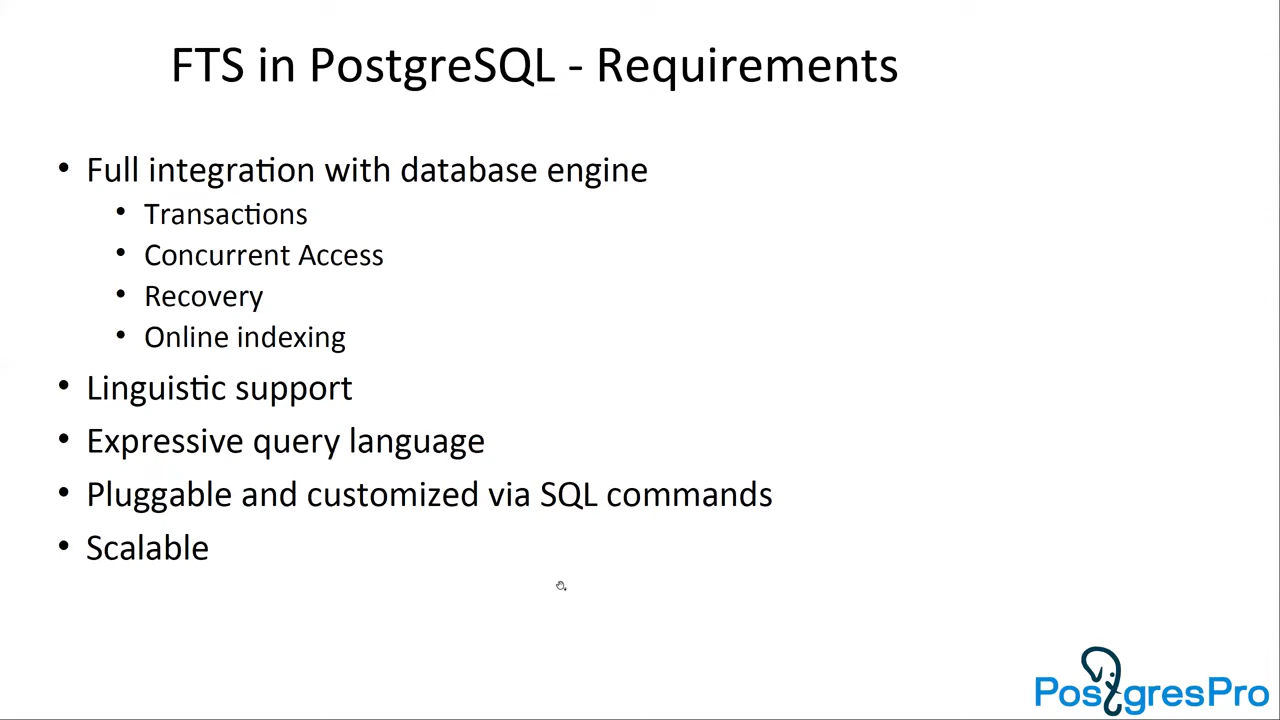 FTS in PostgreSQL - Requirements
• Full integration with database engine
• Transactions
• Concurrent Access
• Recovery
• Online indexing
• Linguistic support
• Expressive query language
• Pluggable and customized via SQL commands
• Scalable
PostgresPro